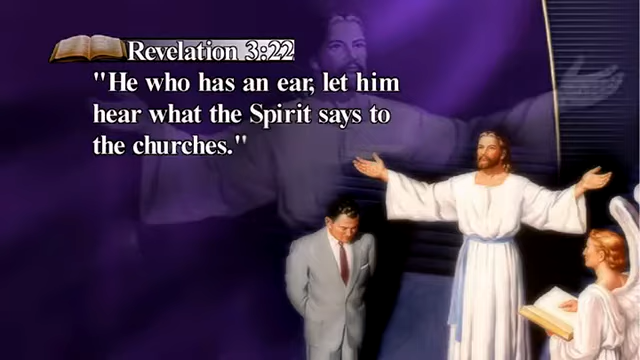 Revelation 3:22
"He who has an ear, let him
hear what the Spirit says to
the churches."